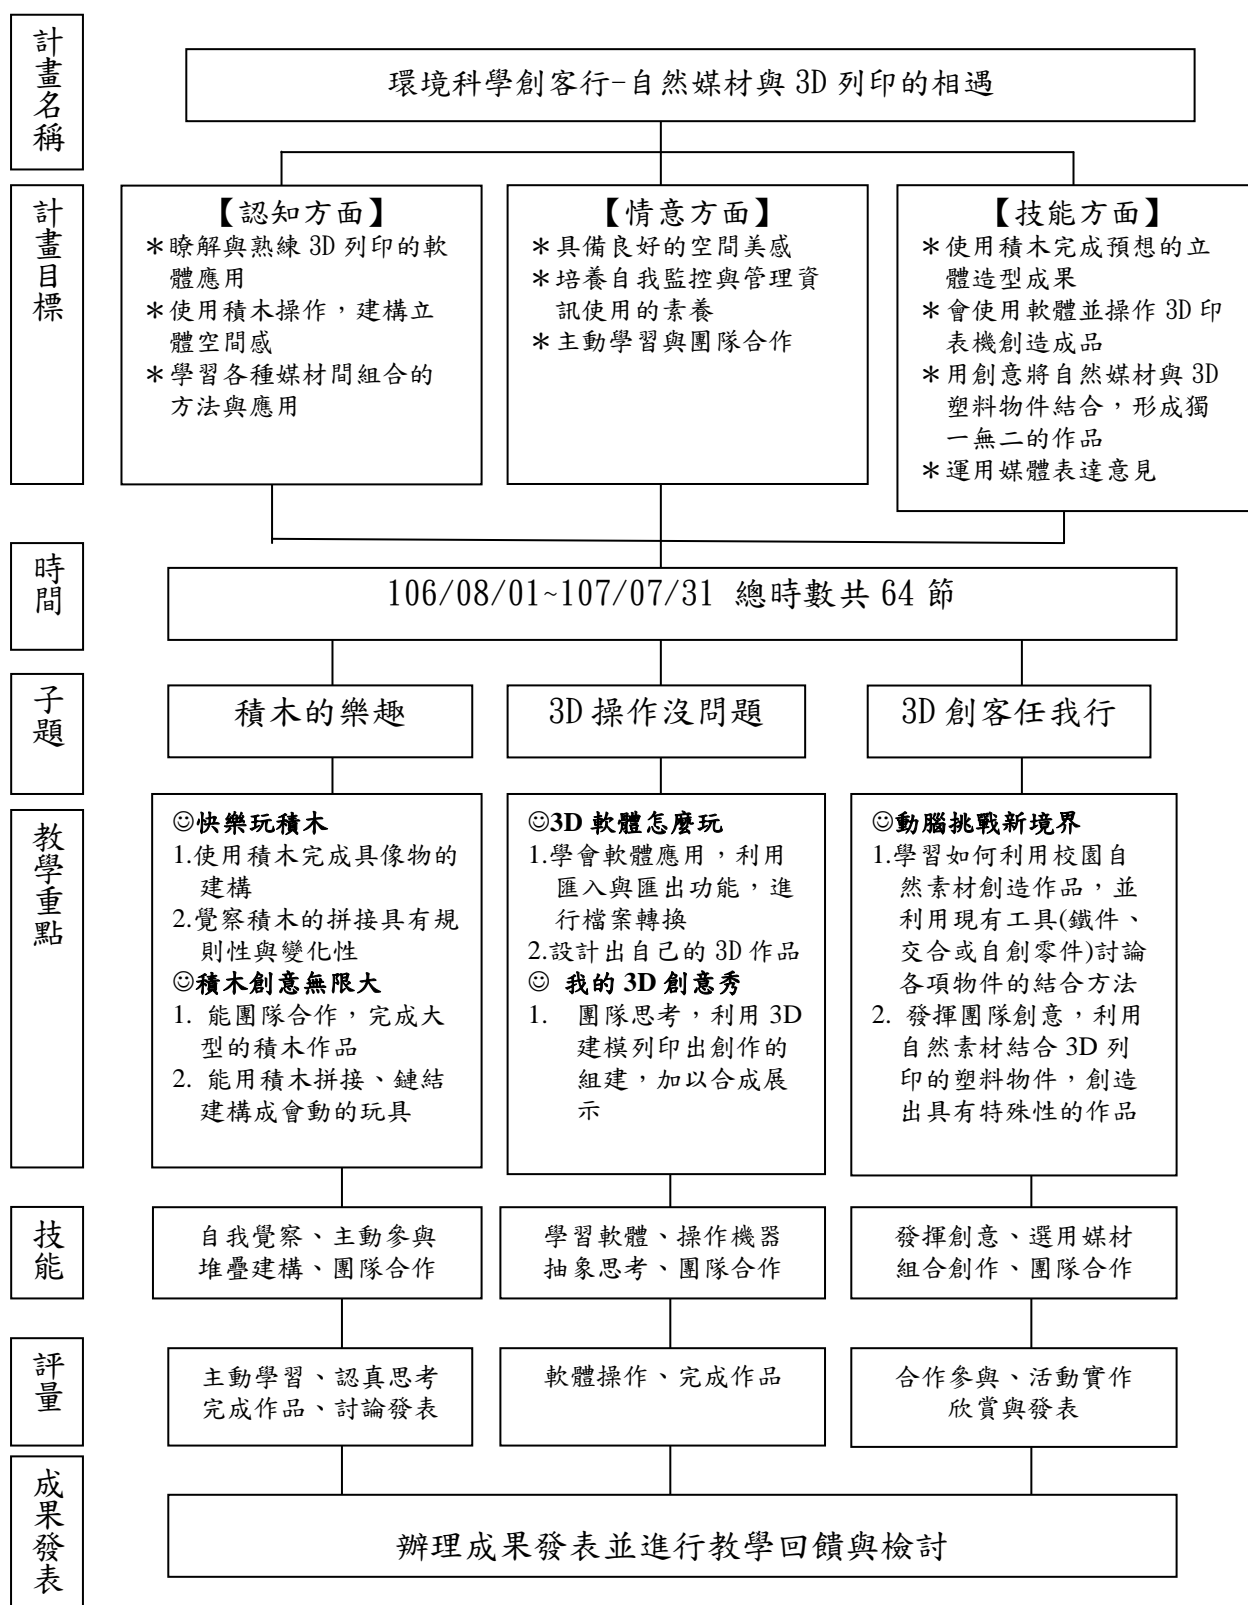 計畫名稱
環境科學創客行-自然媒材與 3D 列印的相遇
計畫目標
【認知方面】
＊瞭解與熟練 3D 列印的軟
體應用
＊使用積木操作，建構立
體空間感
＊學習各種媒材間組合的
方法與應用
【情意方面】
＊具備良好的空間美感
＊培養自我監控與管理資
訊使用的素養
＊主動學習與團隊合作
【技能方面】
＊使用積木完成預想的立
體造型成果
＊會使用軟體並操作 3D 印
表機創造成品
＊用創意將自然媒材與 3D
塑料物件結合，形成獨
一無二的作品
＊運用媒體表達意見
時間
106/08/01~107/07/31 總時數共 64 節
子題
積木的樂趣
3D 操作沒問題
3D 創客任我行
教學重點
☺快樂玩積木
1.使用積木完成具像物的
建構
2.覺察積木的拼接具有規
則性與變化性
☺積木創意無限大
1. 能團隊合作，完成大
型的積木作品
2. 能用積木拼接、鏈結
建構成會動的玩具
☺3D 軟體怎麼玩
1.學會軟體應用，利用
匯入與匯出功能，進
行檔案轉換
2.設計出自己的 3D 作品
☺ 我的 3D 創意秀
1. 團隊思考，利用 3D
建模列印出創作的
組建，加以合成展
示
☺動腦挑戰新境界
1.學習如何利用校園自
然素材創造作品，並
利用現有工具(鐵件、
交合或自創零件)討論
各項物件的結合方法
2. 發揮團隊創意，利用
自然素材結合 3D 列
印的塑料物件，創造
出具有特殊性的作品
技能
自我覺察、主動參與
堆疊建構、團隊合作
學習軟體、操作機器
抽象思考、團隊合作
發揮創意、選用媒材
組合創作、團隊合作
評量
主動學習、認真思考
完成作品、討論發表
軟體操作、完成作品
合作參與、活動實作
欣賞與發表
成果發表
辦理成果發表並進行教學回饋與檢討